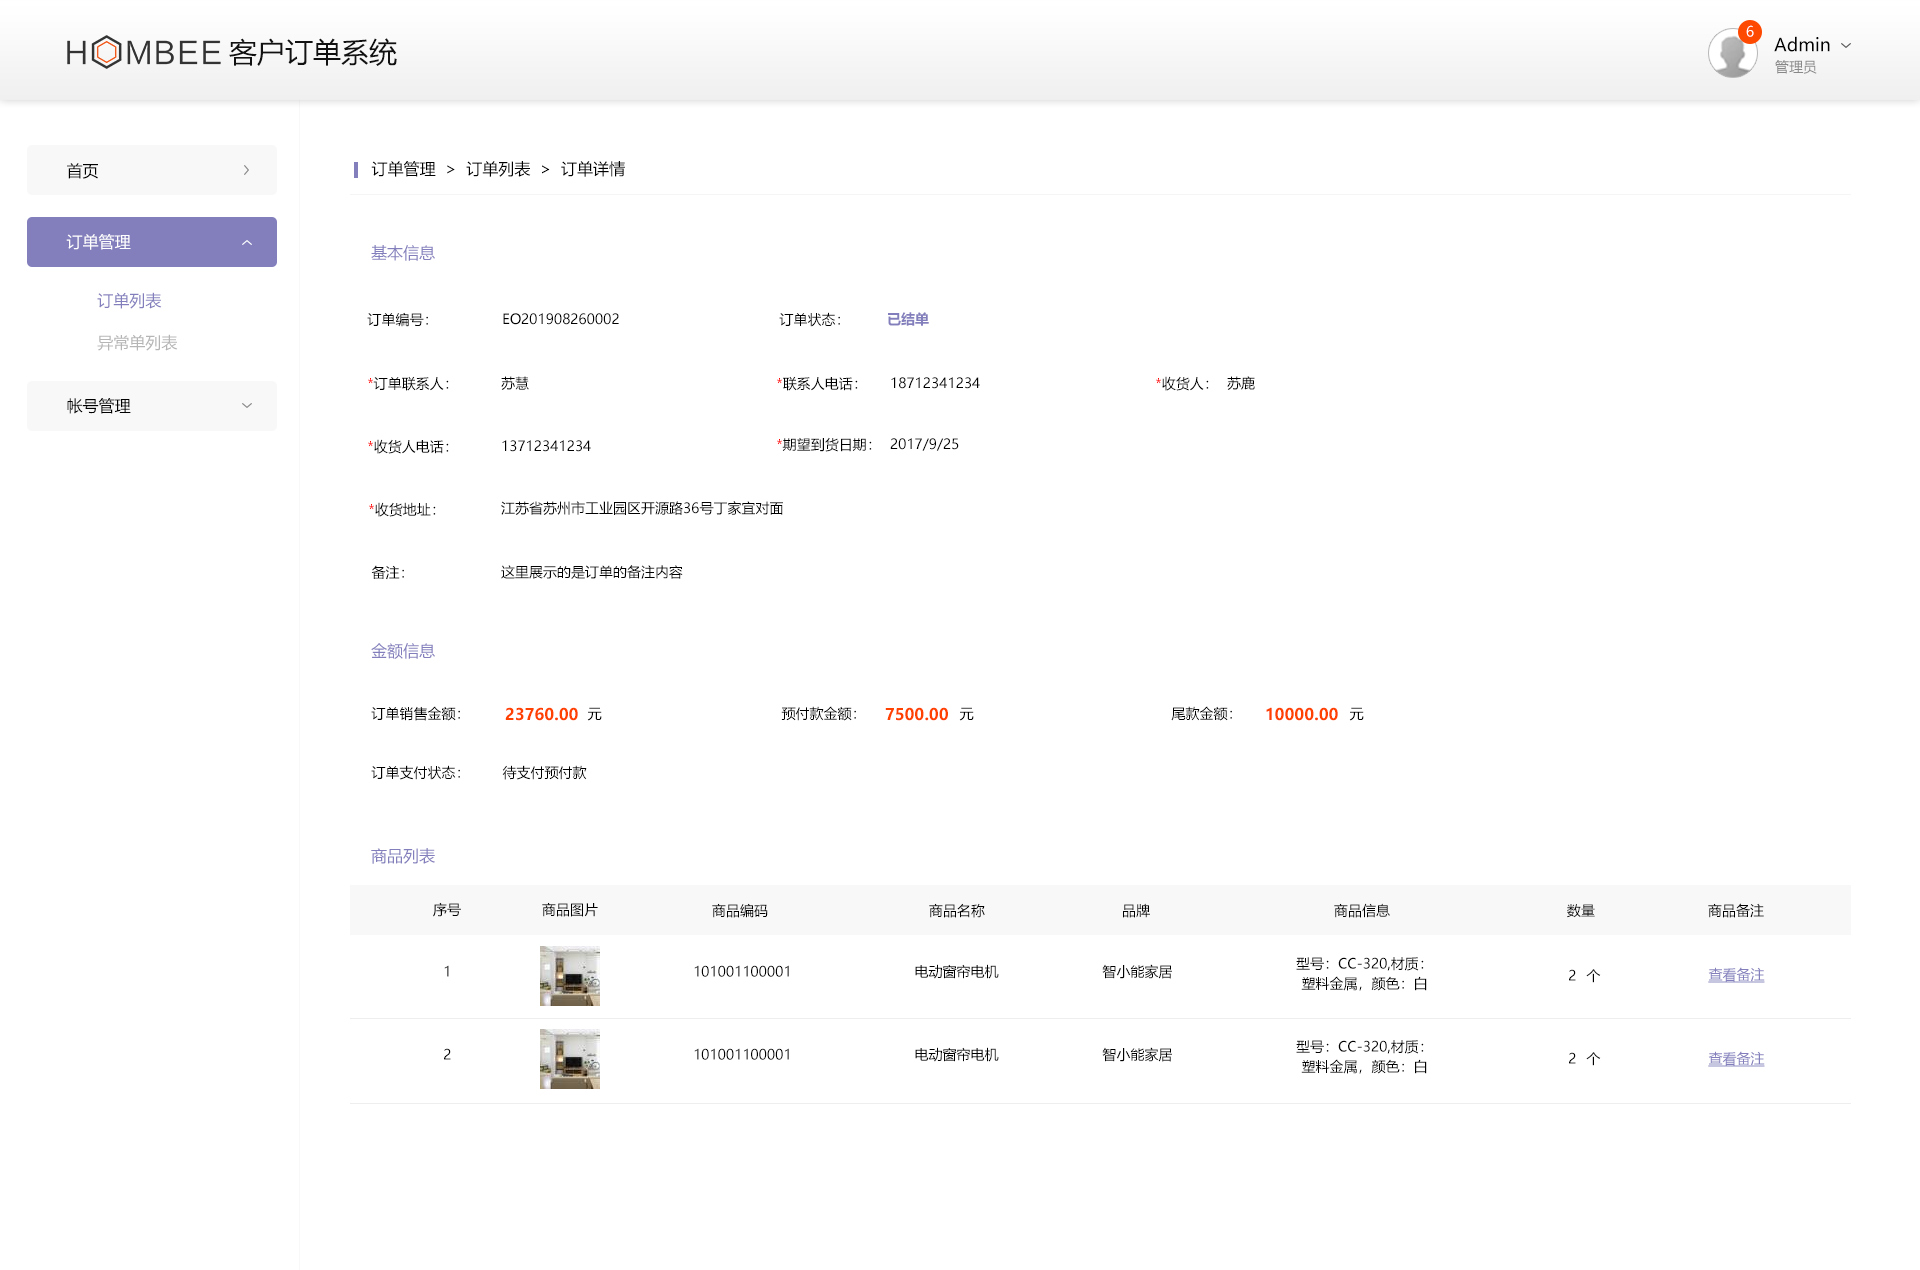 HOMBEE 客户订单系统
6
Admin
管理员
首页
订单管理
订单列表
异常单列表
帐号管理
订单管理 > 订单列表 > 订单详情
基本信息
订单编号： EO201908260002 订单状态： 已结单
*订单联系人： 苏慧 *联系人电话： 18712341234 *收货人： 苏鹿
*收货人电话： 13712341234 *期望到货日期： 2017/9/25
*收货地址： 江苏省苏州市工业园区开源路36号丁家宜对面
备注： 这里展示的是订单的备注内容
金额信息
订单销售金额： 23760.00 元 预付款金额： 7500.00 元 尾款金额： 10000.00 元
订单支付状态： 待支付预付款
商品列表
序号 商品图片 商品编码 商品名称 品牌 商品信息 数量 商品备注
1 101001100001 电动窗帘电机 智小能家居 型号：CC-320,材质： 2 个 查看备注
塑料金属，颜色：白
2 101001100001 电动窗帘电机 智小能家居 型号：CC-320,材质： 2 个 查看备注
塑料金属，颜色：白